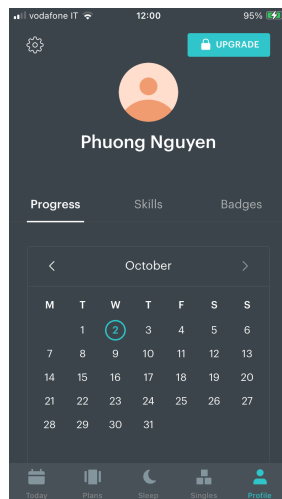 vodafone IT 12:00 95%
UPGRADE
Phuong Nguyen
Progress Skills Badges
< October >
M T W T F S S
1 2 3 4 5 6
7 8 9 10 11 12 13
14 15 16 17 18 19 20
21 22 23 24 25 26 27
28 29 30 31
Today Plans Sleep Singles Profile